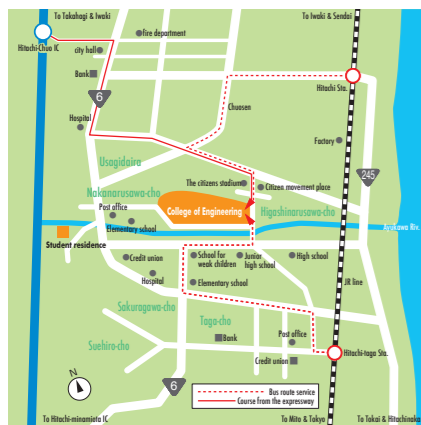 To Takahagi & Iwaki
To Iwaki & Sendai
Hitachi-Chuo IC
fire department
city hall
Bank
6
Hitachi Sta.
Chuosen
Hospital
Factory
Usagidaira
245
The citizens stadium
Citizen movement place
Nakanarusawa-cho
Post office
College of Engineering
Higashinarusawa-cho
Elementary school
Ayukawa Riv.
Student residence
Credit union
School for
weak children
Junior
high school
High school
Hospital
Elementary school
JR line
Sakuragawa-cho
Taga-cho
Post office
Suehiro-cho
Bank
Hitachi-taga Sta.
Credit union
N
6
Bus route service
Course from the expressway
To Hitachi-minamiota IC
To Mito & Tokyo
To Tokai & Hitachinaka